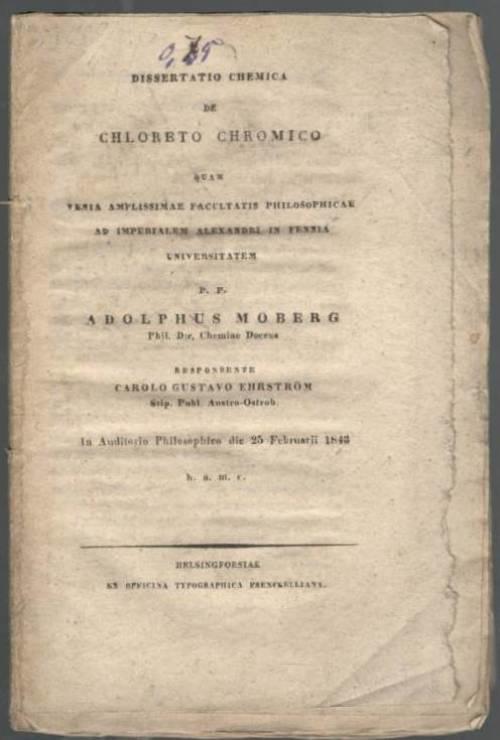 DISSERTATIO CHEMICA
DE
CHLORETO CHROMICO
QUAM
VENIA AMPLISSIMAE FACULTATIS PHILOSOPHICAE
AD IMPERIALEM ALEXANDRI IN FENNIA
UNIVERSITATEM
P. P.
ADOLPHUS MOBERG
Phil. D:r, Chemiae Docens
RESPONDENTE
CAROLO GUSTAVO EHRSTRÖM
Stip. Publ. Austro-Ostrob.
In Auditorio Philosophico die 25 Februarii 1843
h. a. m. c.
HELSINGFORSIAE
EX OFFICINA TYPOGRAPHICA FRENCKELLIANA.